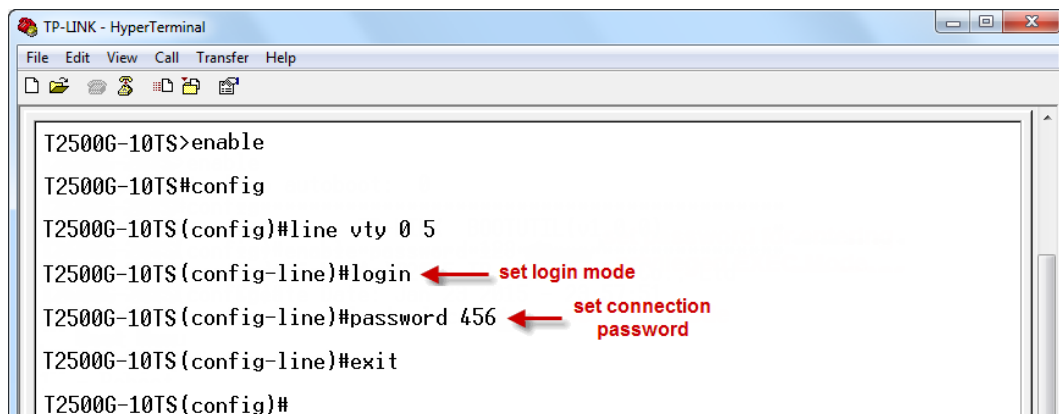 TP-LINK - HyperTerminal
File Edit View Call Transfer Help
T2500G-10TS>enable
T2500G-10TS#config
T2500G-10TS(config)#line vty 0 5
T2500G-10TS(config-line)#login set login mode
T2500G-10TS(config-line)#password 456 set connection password
T2500G-10TS(config-line)#exit
T2500G-10TS(config)#